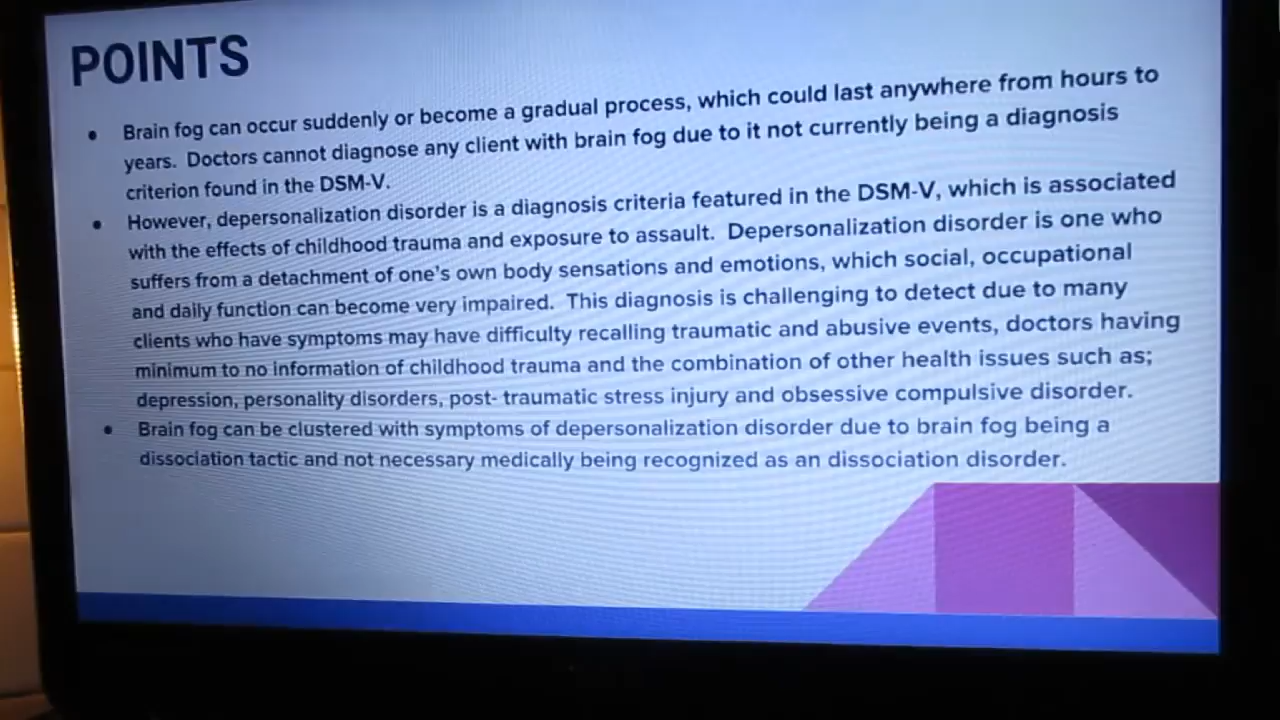 POINTS
• Brain fog can occur suddenly or become a gradual process, which could last anywhere from hours to
years. Doctors cannot diagnose any client with brain fog due to it not currently being a diagnosis
criterion found in the DSM-V.
• However, depersonalization disorder is a diagnosis criteria featured in the DSM-V, which is associated
with the effects of childhood trauma and exposure to assault. Depersonalization disorder is one who
suffers from a detachment of one's own body sensations and emotions, which social, occupational
and daily function can become very impaired. This diagnosis is challenging to detect due to many
clients who have symptoms may have difficulty recalling traumatic and abusive events, doctors having
minimum to no information of childhood trauma and the combination of other health issues such as;
depression, personality disorders, post- traumatic stress injury and obsessive compulsive disorder.
• Brain fog can be clustered with symptoms of depersonalization disorder due to brain fog being a
dissociation tactic and not necessary medically being recognized as an dissociation disorder.